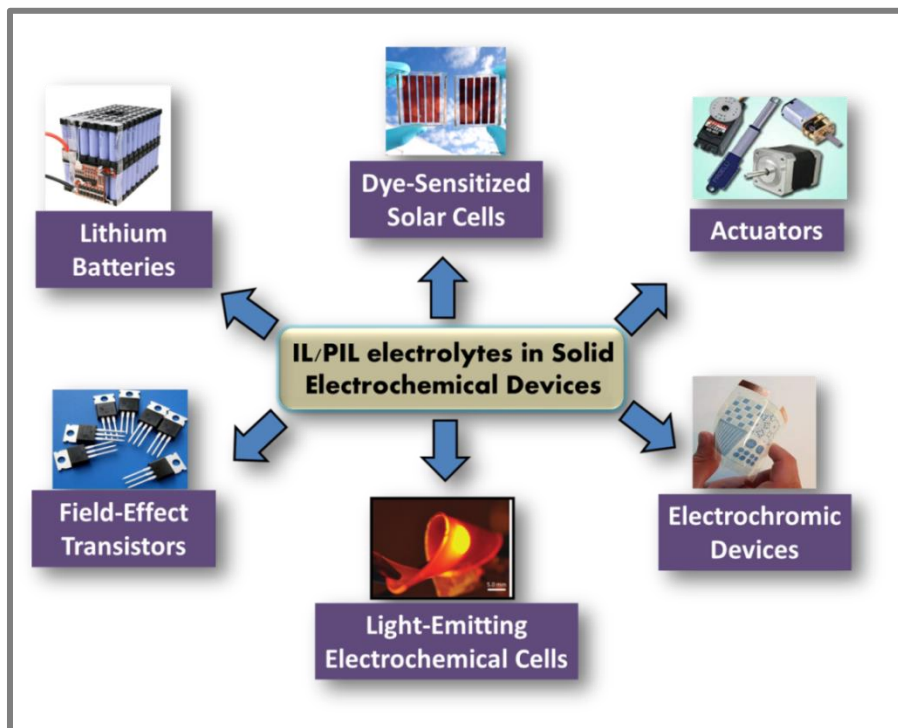 Dye-Sensitized
Solar Cells
Lithium
Batteries
Actuators
IL/PIL electrolytes in Solid
Electrochemical Devices
Field-Effect
Transistors
Electrochromic
Devices
Light-Emitting
Electrochemical Cells